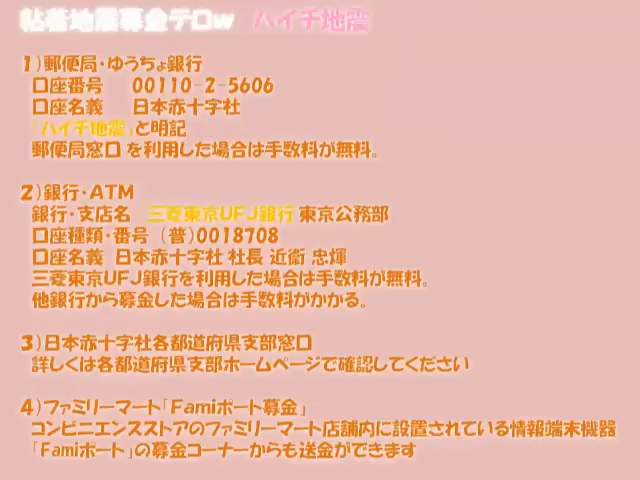 粘着地震募金テロw ハイチ地震
1)郵便局・ゆうちょ銀行
口座番号 00110-2-5606
口座名義 日本赤十字社
「ハイチ地震」と明記
郵便局窓口を利用した場合は手数料が無料。
2)銀行・ATM
銀行・支店名 三菱東京UFJ銀行 東京公務部
口座種類・番号 (普)0018708
口座名義 日本赤十字社 社長 近衞 忠煇
三菱東京UFJ銀行を利用した場合は手数料が無料。
他銀行から募金した場合は手数料がかかる。
3)日本赤十字社各都道府県支部窓口
詳しくは各都道府県支部ホームページで確認してください
4)ファミリーマート「Famiポート募金」
コンビニエンスストアのファミリーマート店舗内に設置されている情報端末機器
「Famiポート」の募金コーナーからも送金ができます